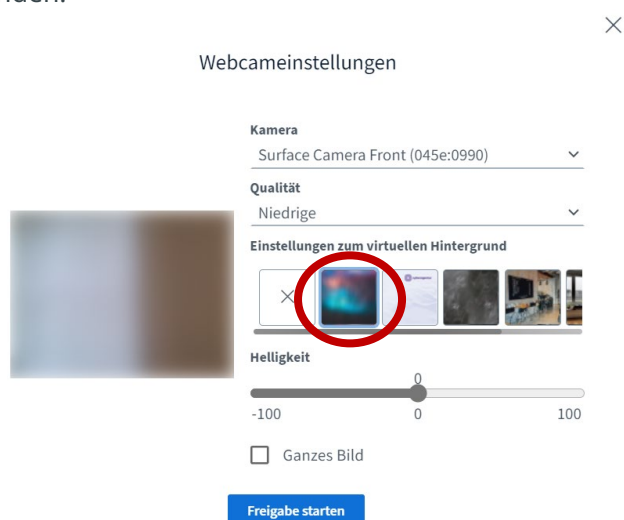 Webcameinstellungen
Kamera
Surface Camera Front (045e:0990)
Qualität
Niedrige
Einstellungen zum virtuellen Hintergrund
Helligkeit
0
-100 0 100
Ganzes Bild
Freigabe starten